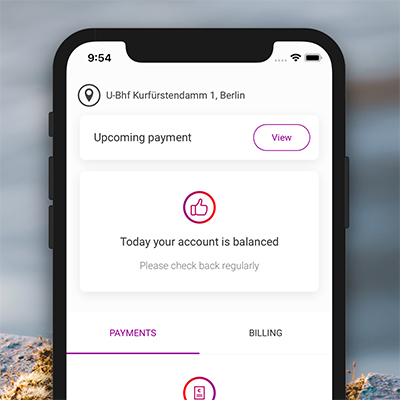 9:54
U-Bhf Kurfürstendamm 1, Berlin
Upcoming payment
View
Today your account is balanced
Please check back regularly
PAYMENTS
BILLING